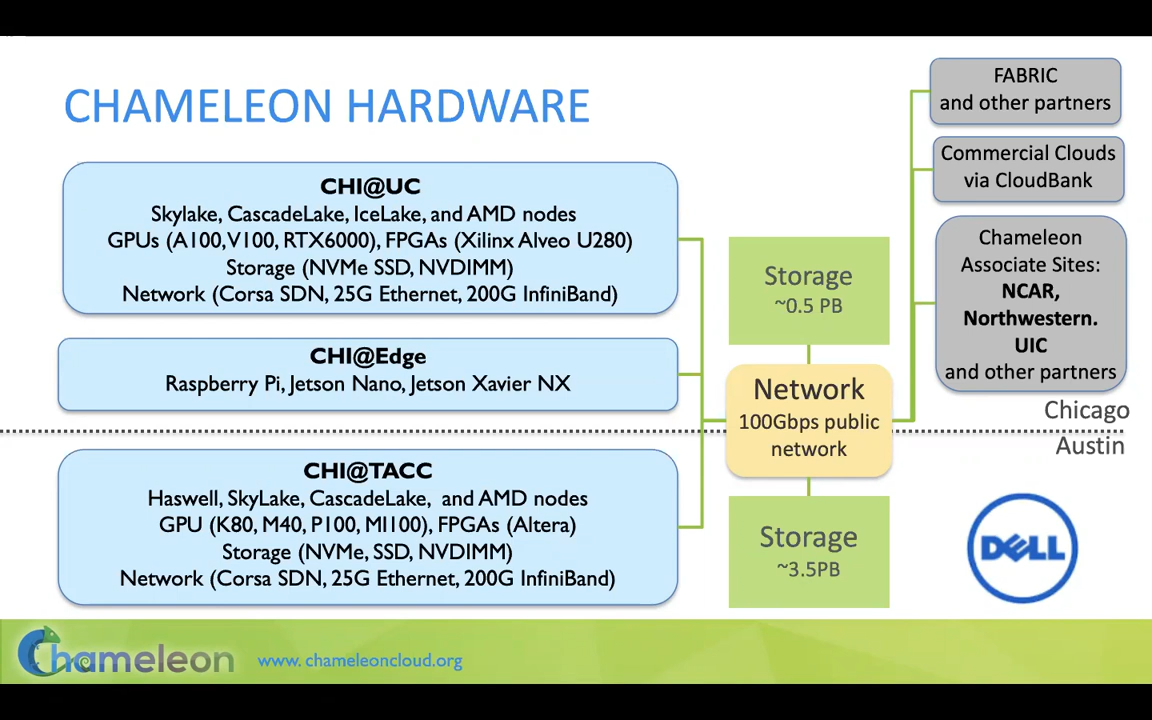 CHAMELEON HARDWARE
CHI@UC
Skylake, CascadeLake, IceLake, and AMD nodes
GPUs (A100,V100, RTX6000), FPGAs (Xilinx Alveo U280)
Storage (NVMe SSD, NVDIMM)
Network (Corsa SDN, 25G Ethernet, 200G InfiniBand)
CHI@Edge
Raspberry Pi, Jetson Nano, Jetson Xavier NX
CHI@TACC
Haswell, SkyLake, CascadeLake, and AMD nodes
GPU (K80, M40, P100, MI100), FPGAs (Altera)
Storage (NVMe, SSD, NVDIMM)
Network (Corsa SDN, 25G Ethernet, 200G InfiniBand)
Storage
~0.5 PB
Network
100Gbps public
network
Storage
~3.5PB
FABRIC
and other partners
Commercial Clouds
via CloudBank
Chameleon
Associate Sites:
NCAR,
Northwestern.
UIC
and other partners
Chicago
Austin
DELL
Chameleon
www. chameleoncloud.org